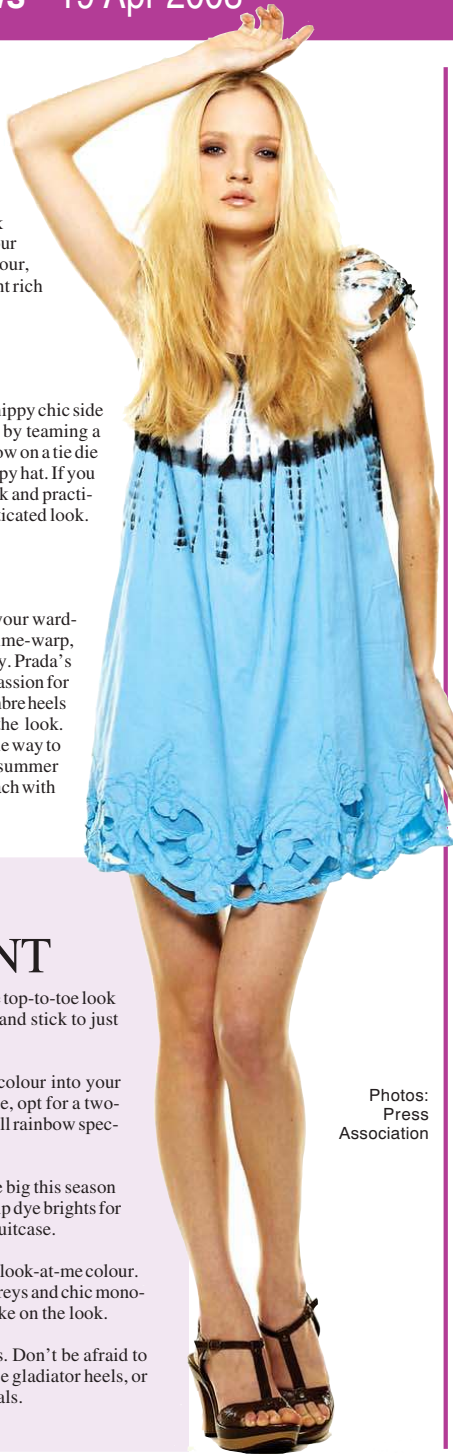 19 Apr 2008
ur
our,
nt rich
hippy chic side
by teaming a
ow on a tie die
py hat. If you
k and practi-
icated look.
your ward-
ime-warp,
y. Prada's
assion for
mbre heels
the look.
e way to
summer
ach with
NT
top-to-toe look
and stick to just
colour into your
e, opt for a two-
ll rainbow spec-
e big this season
ip dye brights for
uitcase.
look-at-me colour.
reys and chic mono-
ke on the look.
s. Don't be afraid to
e gladiator heels, or
als.
Photos:
Press
Association